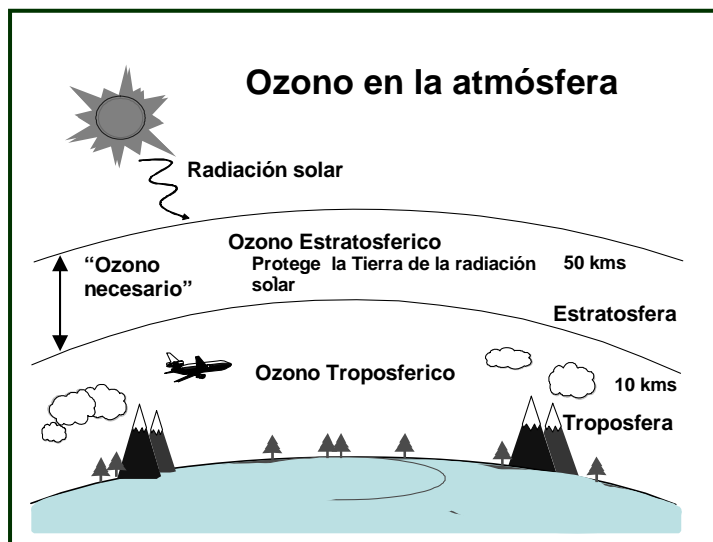 Ozono en la atmósfera
Radiación solar
Ozono Estratosferico
“Ozono
necesario”
Protege la Tierra de la radiación
solar
50 kms
Estratosfera
Ozono Troposferico
10 kms
Troposfera